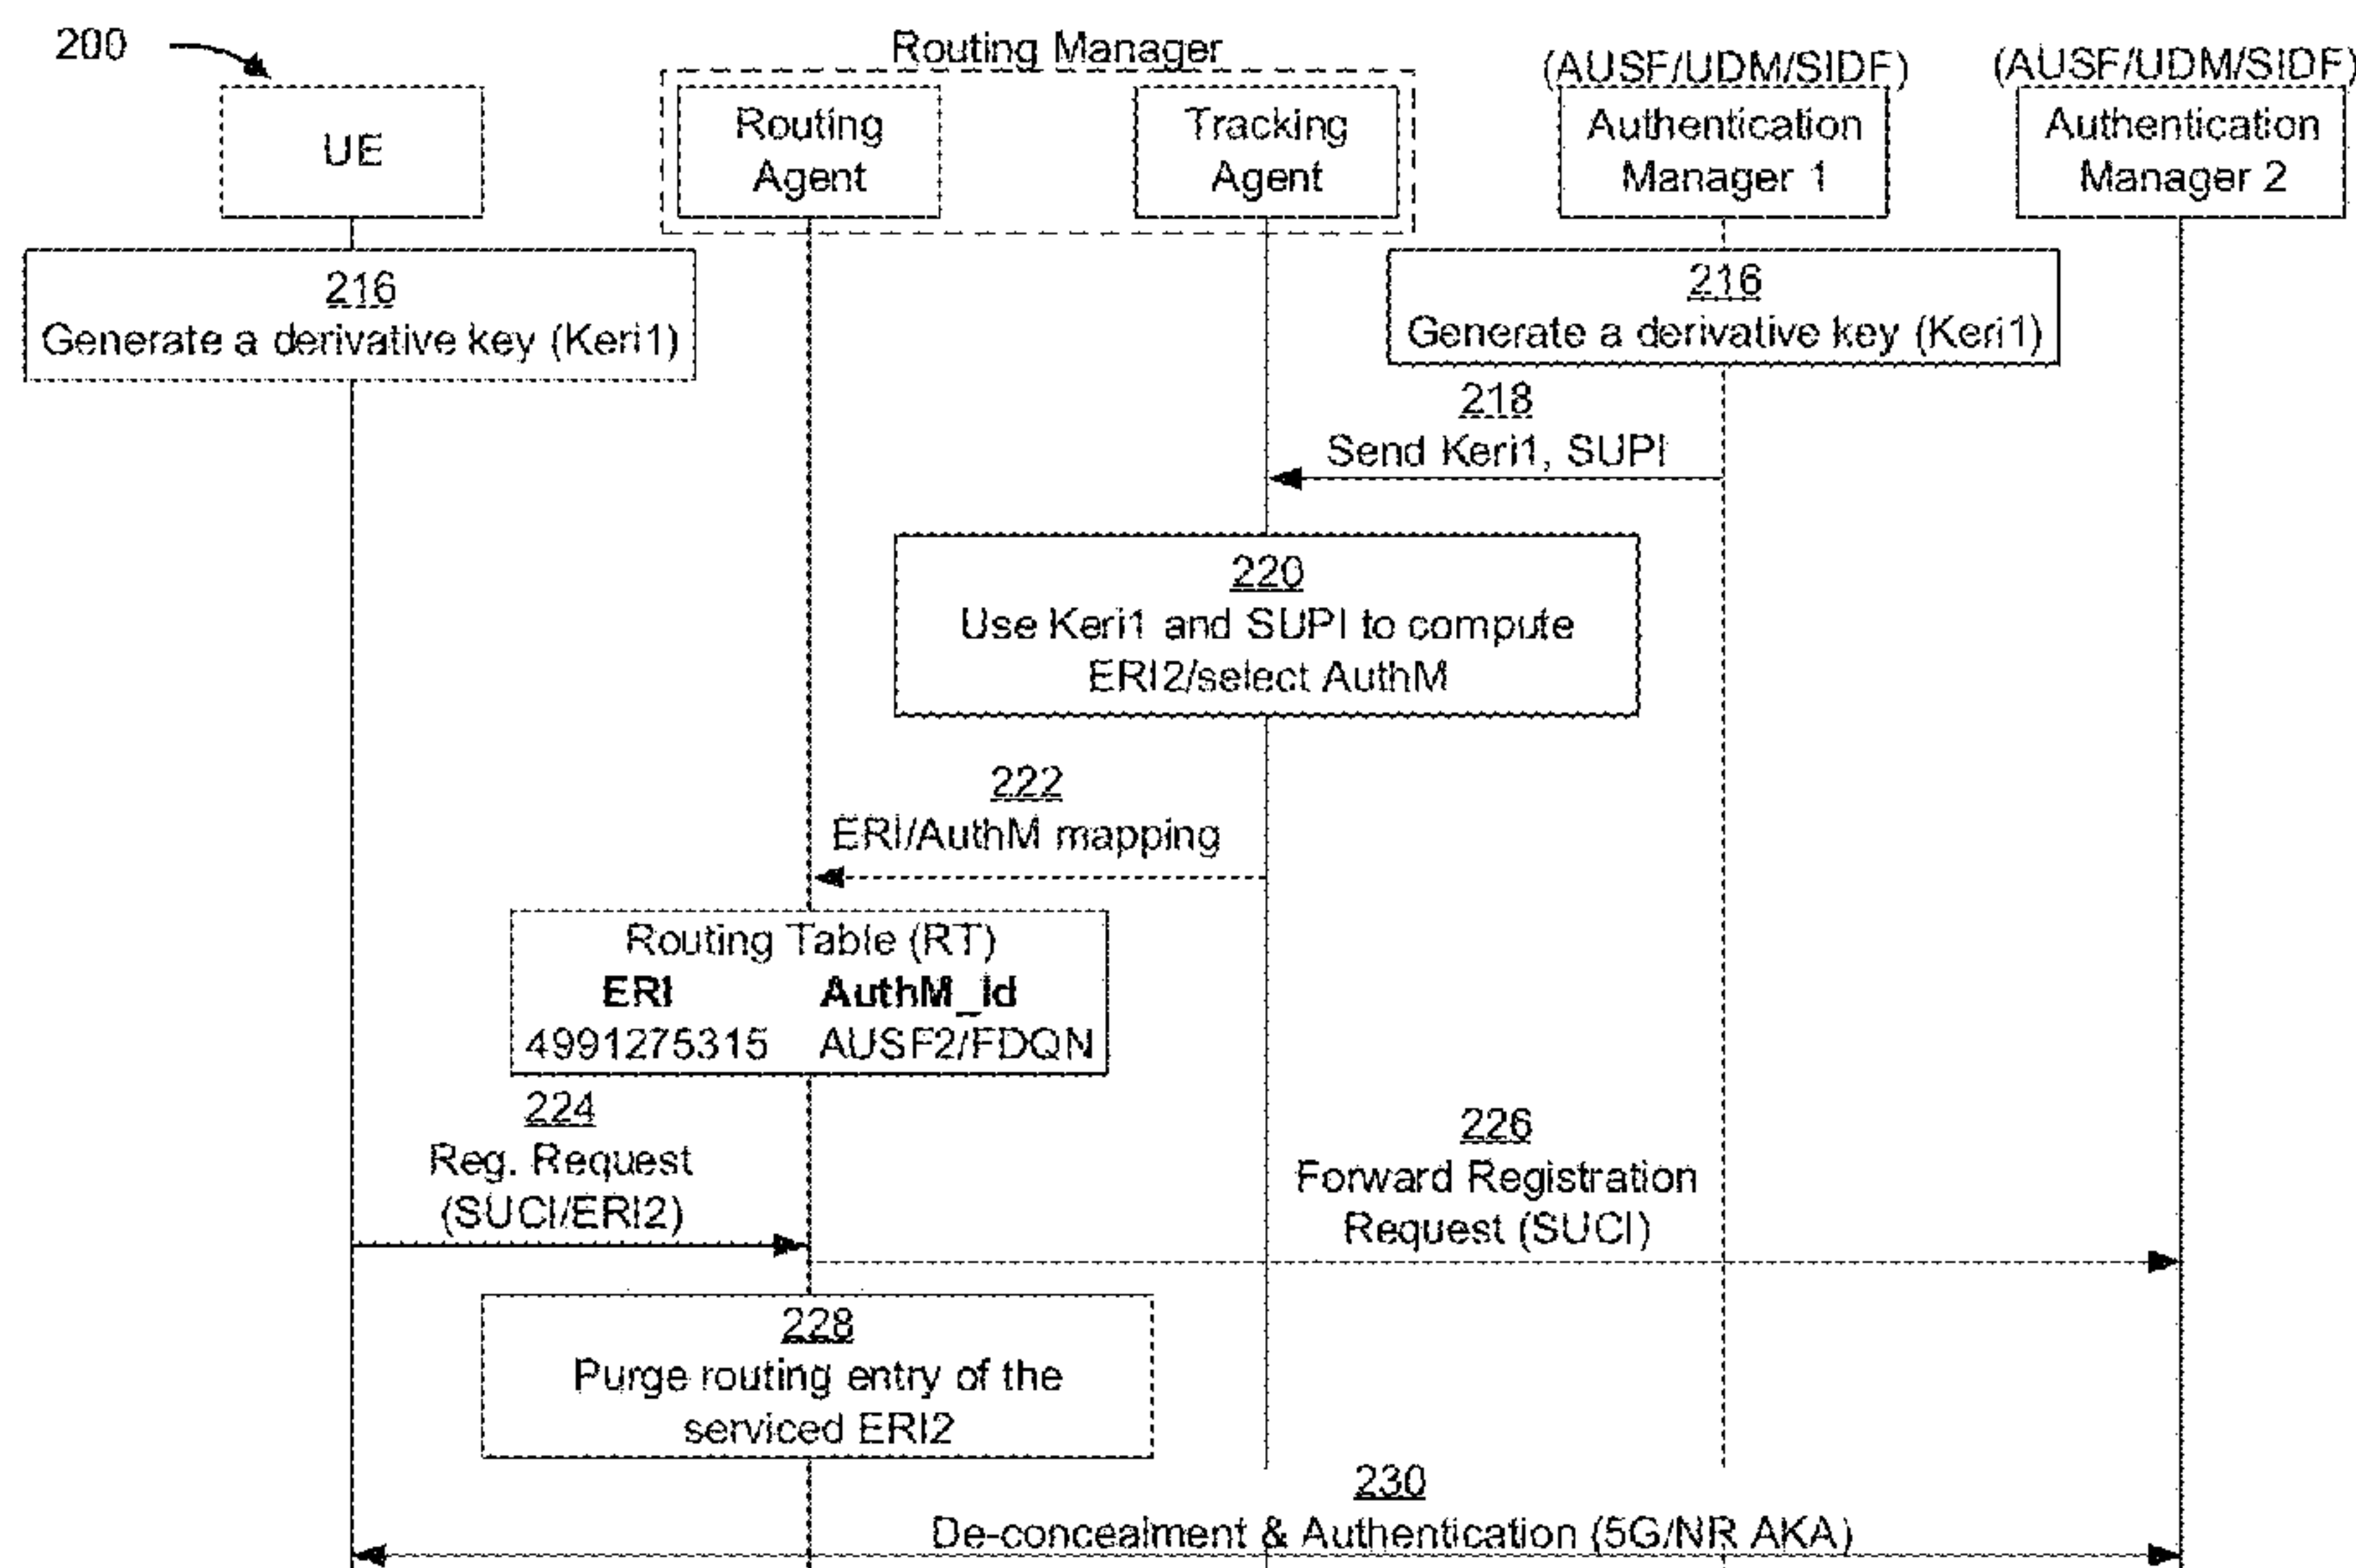 200
Routing Manager
(AUSF/UDM/SIDF)
(AUSF/UDM/SIDF)
UE
Routing
Agent
Tracking
Agent
Authentication
Manager 1
Authentication
Manager 2
216
Generate a derivative key (Keri1)
216
Generate a derivative key (Keri1)
218
Send Keri1, SUPI
220
Use Keri1 and SUPI to compute
ERI2/select AuthM
222
ERI/AuthM mapping
Routing Table (RT)
ERI AuthM_id
4991275315 AUSF2/FDQN
224
Reg. Request
(SUCI/ERI2)
226
Forward Registration
Request (SUCI)
228
Purge routing entry of the
serviced ERI2
230
De-concealment & Authentication (5G/NR AKA)